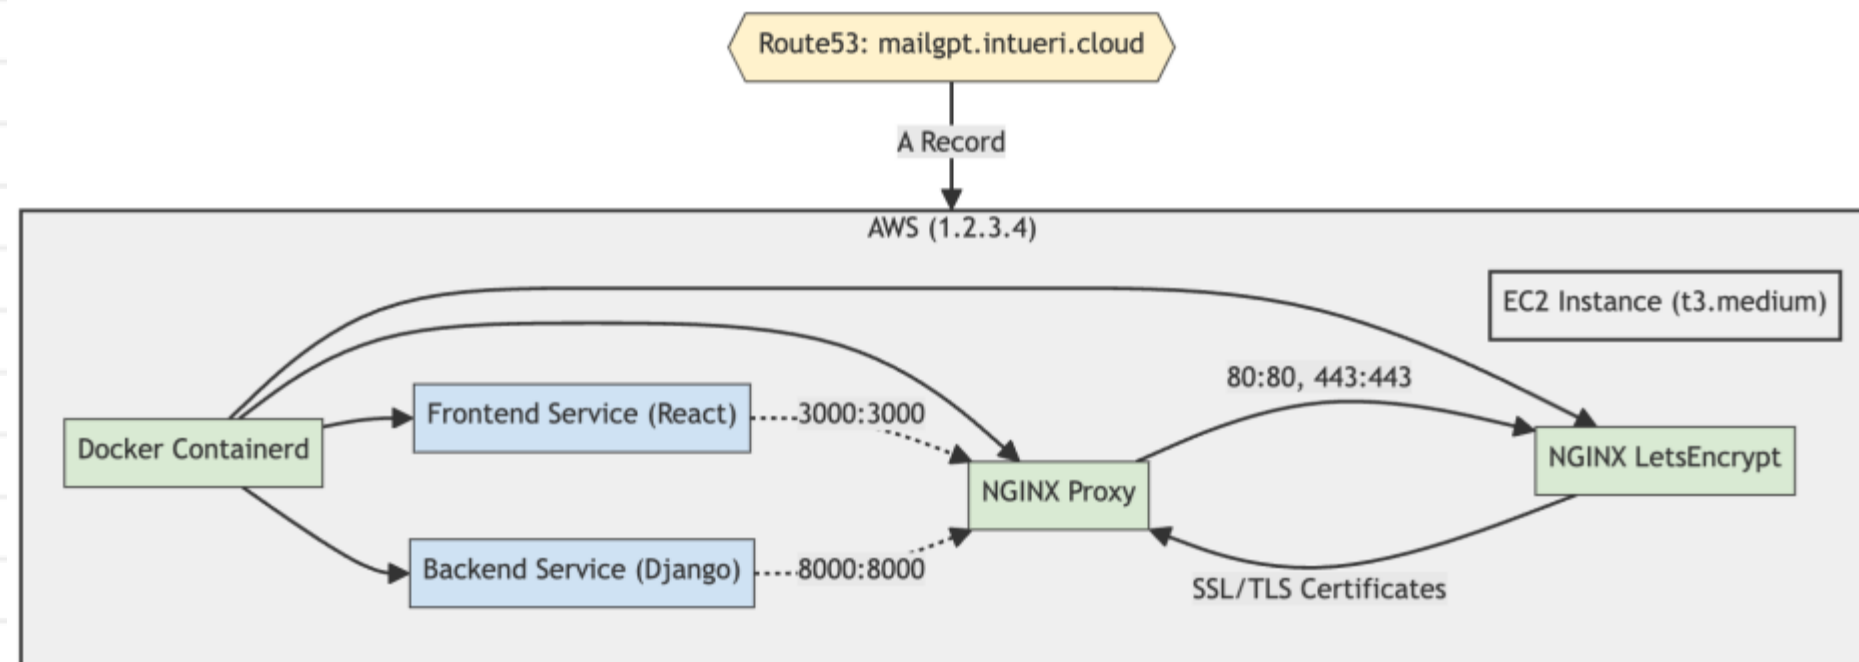 Route53: mailgpt.intueri.cloud
A Record
AWS (1.2.3.4)
EC2 Instance (t3.medium)
80:80, 443:443
Frontend Service (React)
3000:3000
Docker Containerd
NGINX LetsEncrypt
NGINX Proxy
Backend Service (Django)
8000:8000
SSL/TLS Certificates